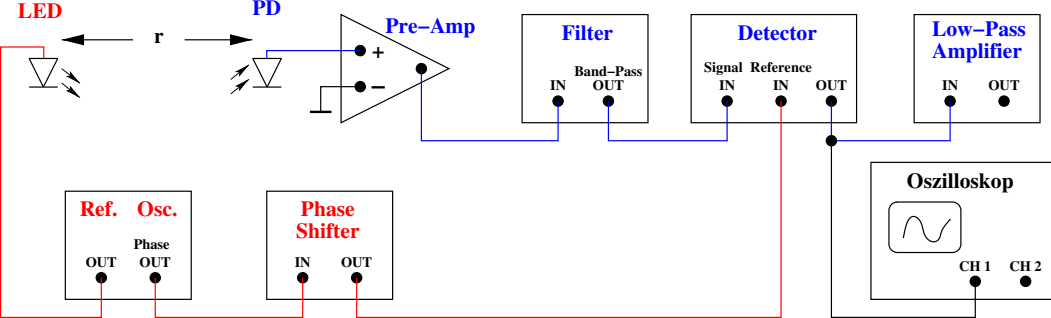 LED
r
PD
Pre−Amp
+
−
Filter
Band−Pass
IN
OUT
Detector
Signal Reference
IN
IN
OUT
Low−Pass
Amplifier
IN
OUT
Ref. Osc.
Phase
OUT
OUT
Phase
Shifter
IN
OUT
Oszilloskop
CH 1
CH 2